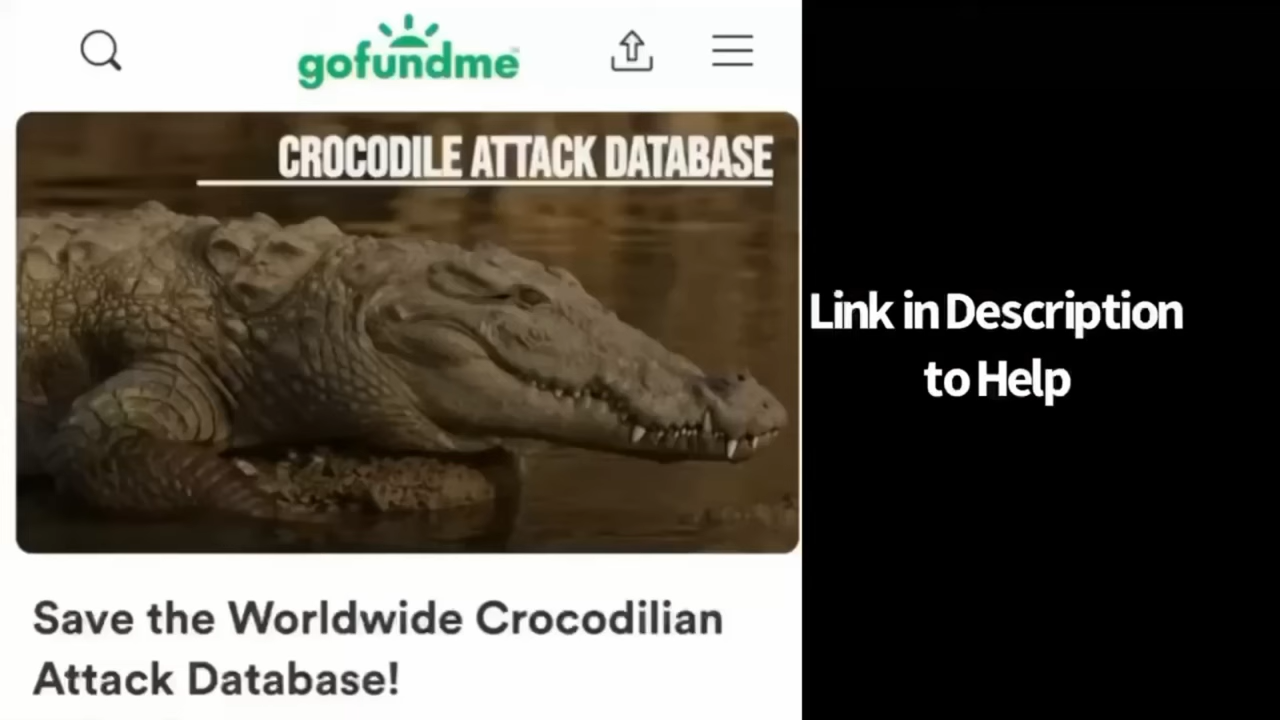 gofundme
CROCODILE ATTACK DATABASE
Link in Description
to Help
Save the Worldwide Crocodilian
Attack Database!